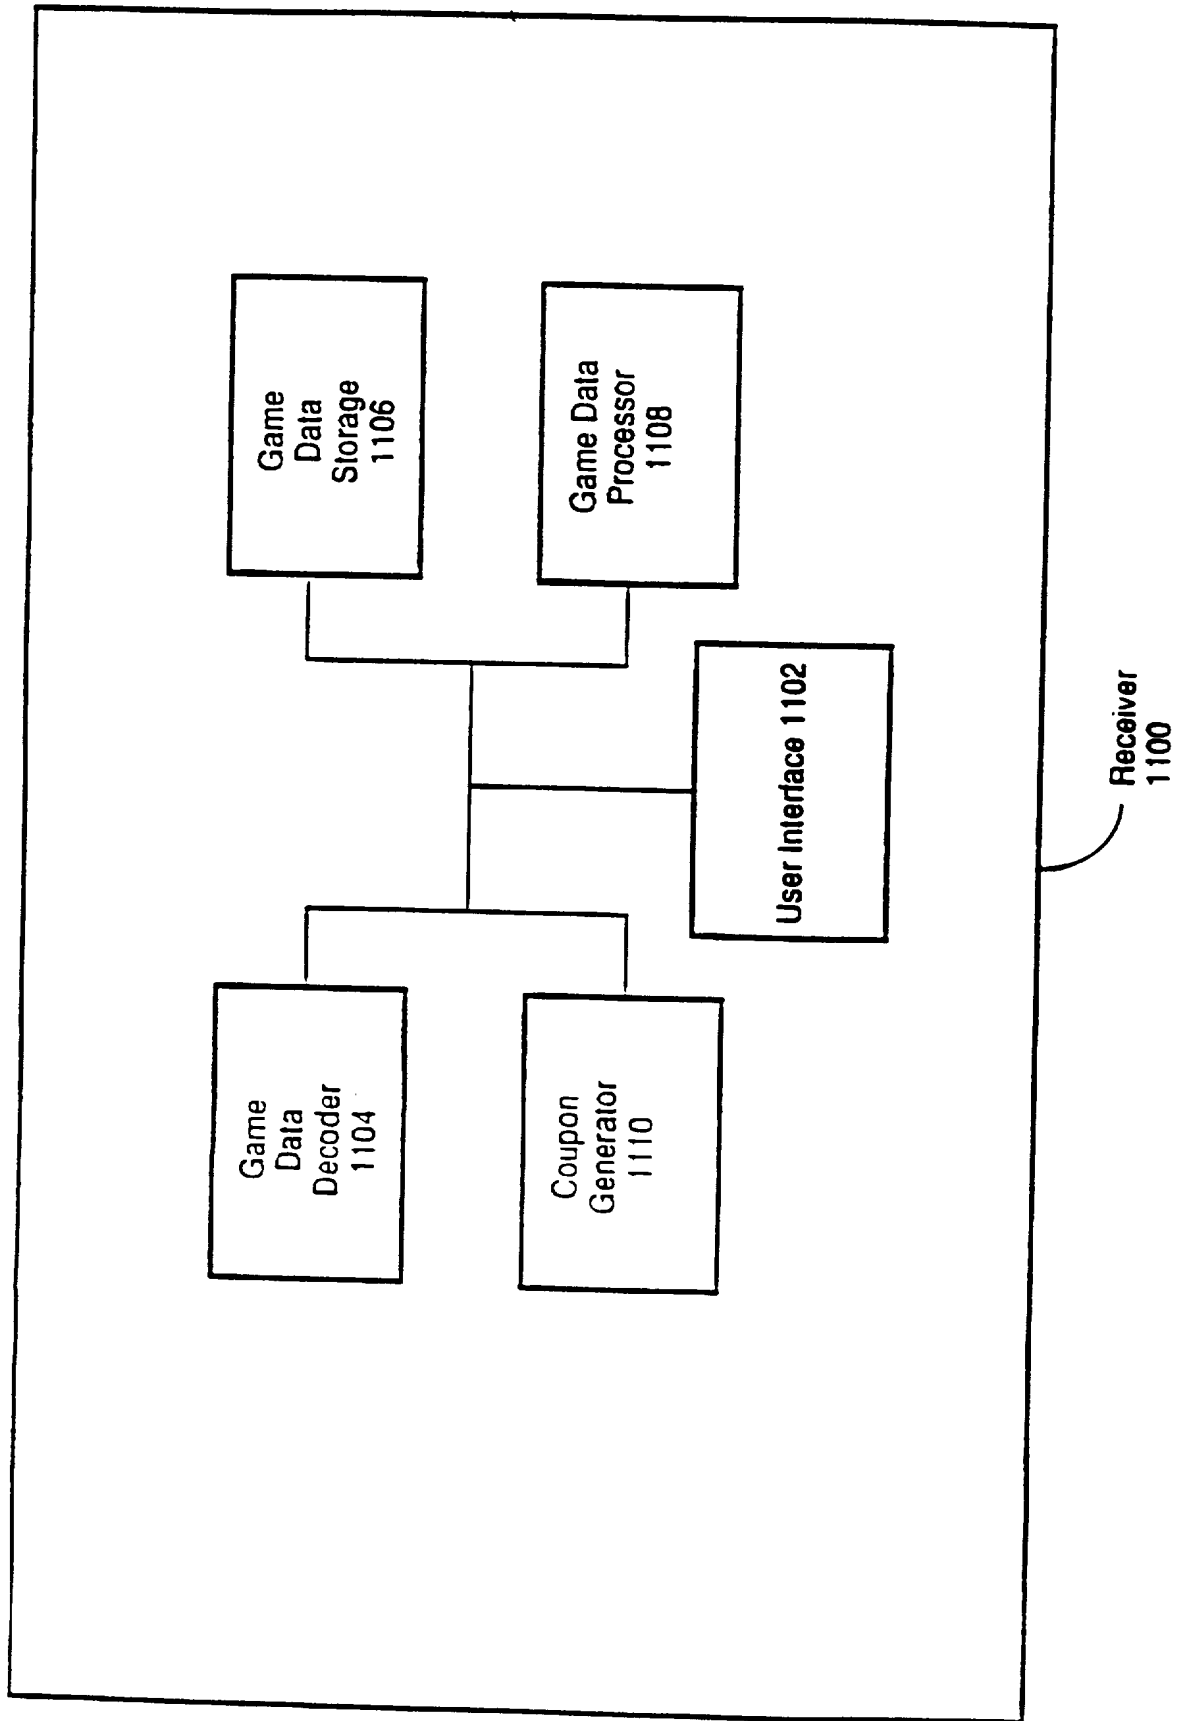 Game
Data
Decoder
1104
Game
Data
Storage
1106
Coupon
Generator
1110
Game Data
Processor
1108
User Interface 1102
Receiver
1100